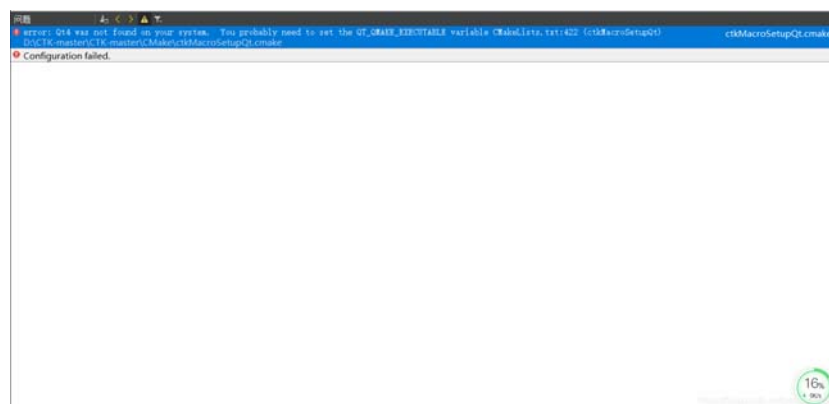 问题
error: Qt4 was not found on your system. You probably need to set the QT_QMAKE_EXECUTABLE variable CMakeLists.txt:422 (ctkMacroSetupQt)
ctkMacroSetupQt.cmake
D:\CTK-master\CTK-master\CMake\ctkMacroSetupQt.cmake
Configuration failed.
16%